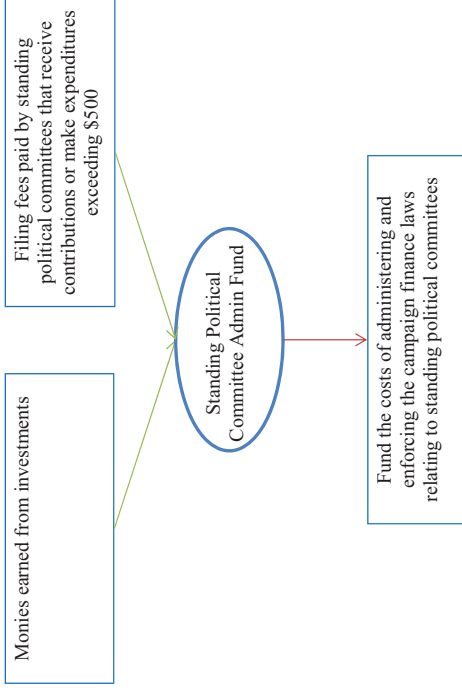 Monies earned from investments
Filing fees paid by standing
political committees that receive
contributions or make expenditures
exceeding $500
Standing Political
Committee Admin Fund
Fund the costs of administering and
enforcing the campaign finance laws
relating to standing political committees